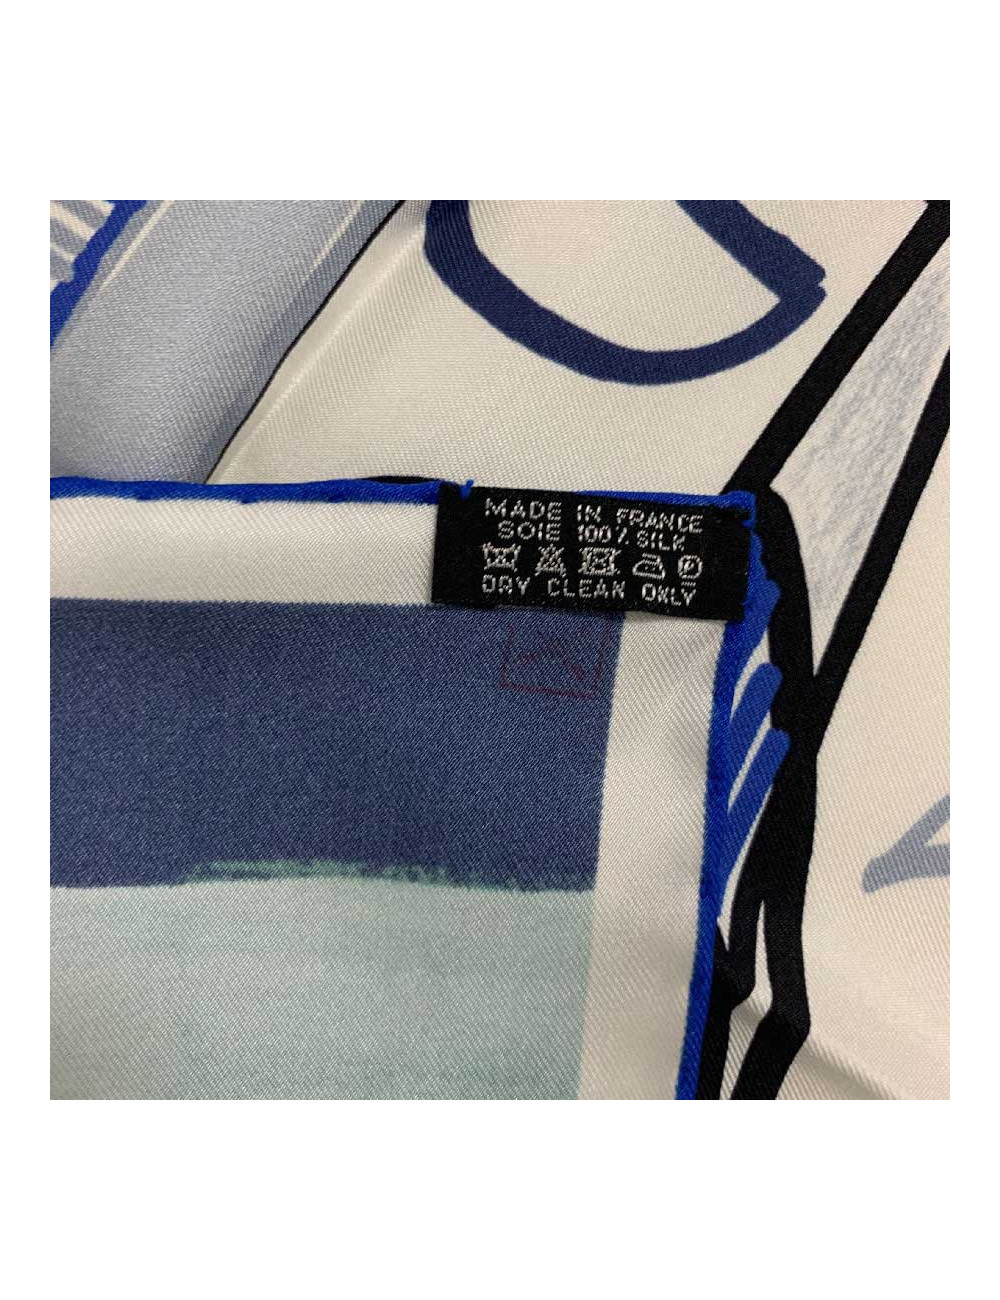 MADE IN FRANCE
SOIE 100% SILK
DRY CLEAN ONLY